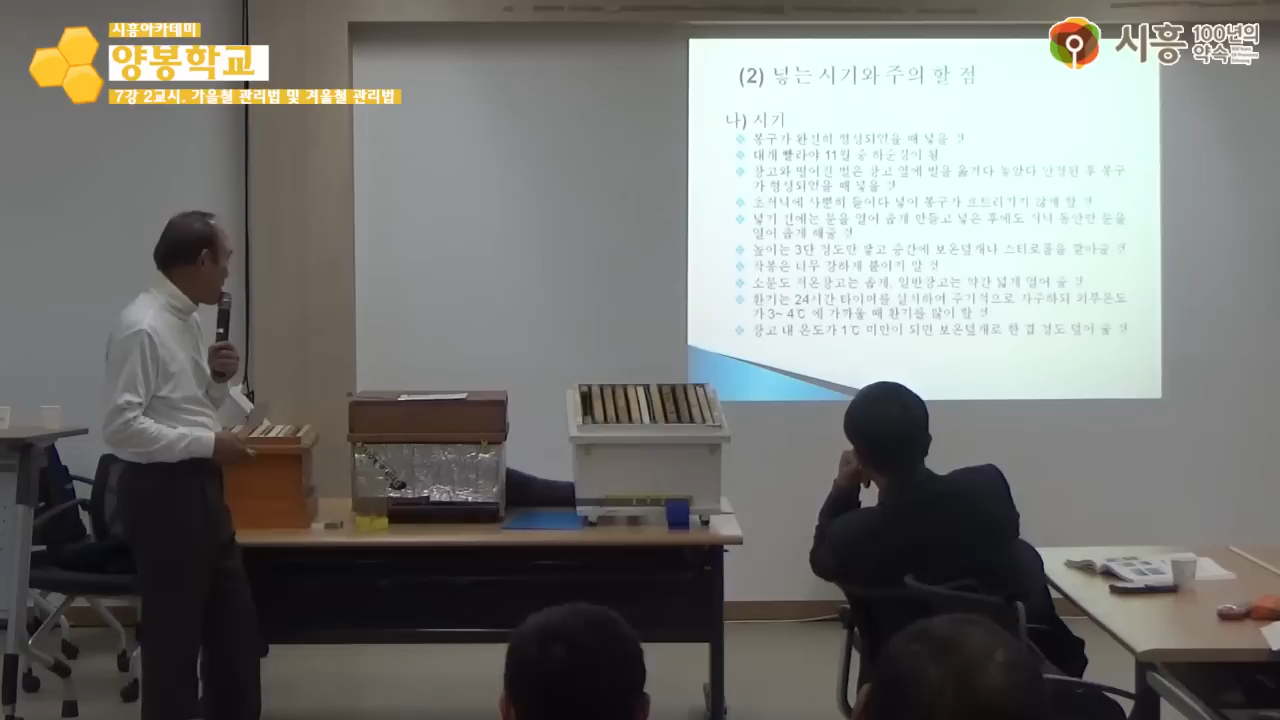 시흥아카데미
양봉학교
7강 2교시. 가을철 관리법 및 겨울철 관리법
시흥 100년의 약속
(2) 넣는 시기와 주의 할 점
나) 시기
봉구가 완전히 형성되었을 때 넣을 것
대개 빨라야 11월 중 하순경이 됨
창고와 떨어진 벌은 창고 옆에 벌을 옮기다 놓았다 안정된 후 봉구
가 형성되었을 때 넣을 것
초저녁에 사뿐히 들이다 넣어 봉구가 흐트러지지 않게 할 것
넣기 전에는 문을 열어 춥게 만들고 넣은 후에도 저녁 동안만 문을
열어 춥게 해줄 것
높이는 3단 정도만 쌓고 중간에 보온덮개나 스티로폼을 깔아줄 것
착봉은 너무 강하게 붙이지 말 것
소문도 저온창고는 좁게, 일반창고는 약간 넓게 열어 줄 것
환기는 24시간 타이머를 설치하여 주기적으로 자주하되 외부온도
가 3~ 4℃ 에 가까울 때 환기를 많이 할 것
창고 내 온도가 1℃ 미만이 되면 보온덮개로 한 겹 정도 덮어 줄 것